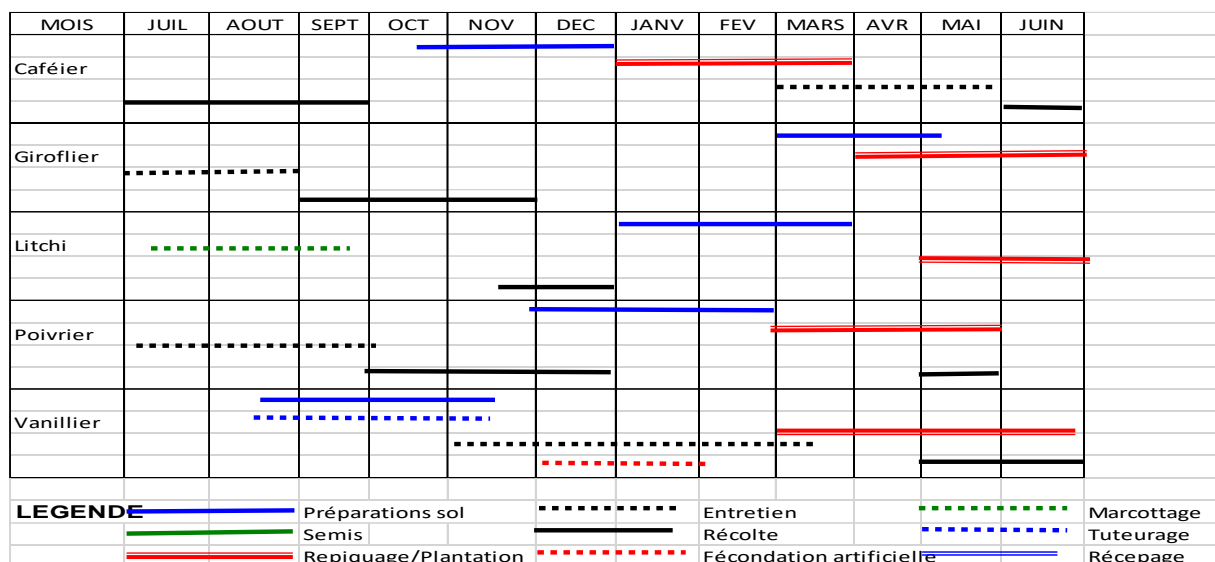 MOIS JUIL AOUT SEPT OCT NOV DEC JANV FEV MARS AVR MAI JUIN
Caféier
Giroflier
Litchi
Poivrier
Vanillier
LEGENDE Préparations sol Entretien Marcottage
Semis Récolte Tuteurage
Repiquage/Plantation Fécondation artificielle Récepage